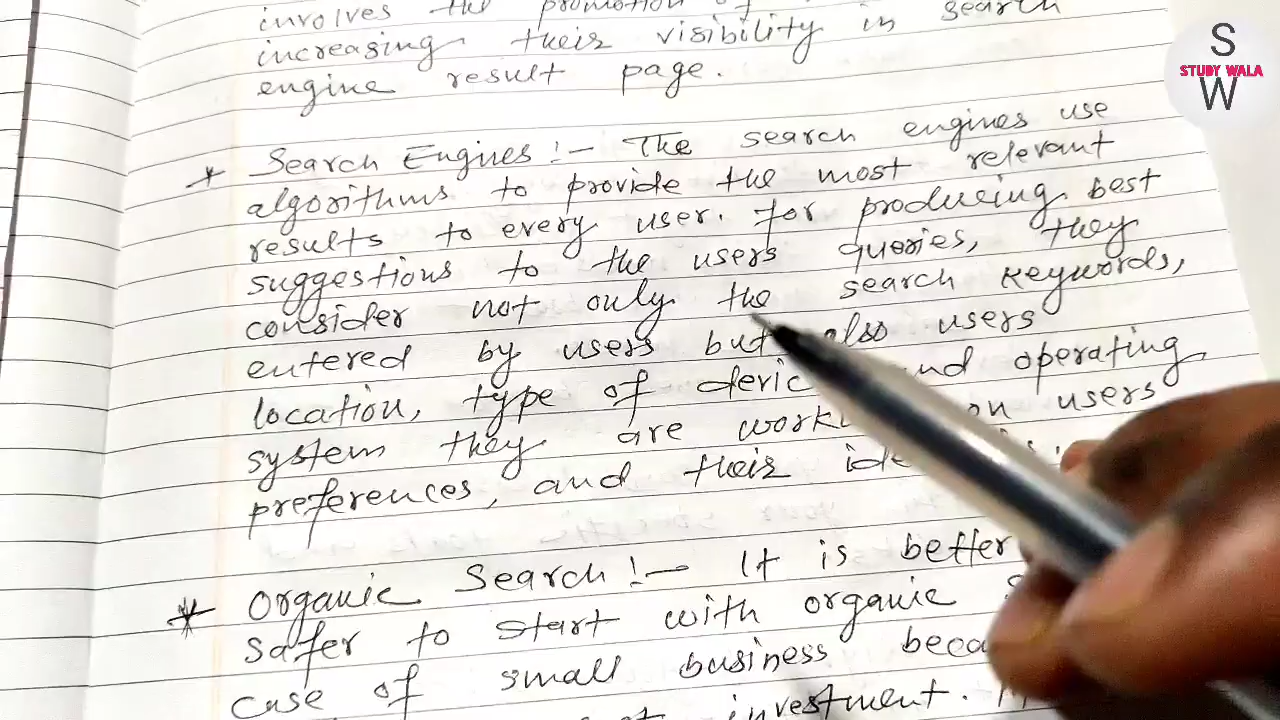 involves the promotion of
increasing their visibility in search
engine result page.
* Search Engines :- The search engines use
algorithms to provide the most relevant
results to every user. for producing best
suggestions to the users queries, they
consider not only the search keywords,
entered by users but also users
location, type of and operating
system they are on users
preferences, and their
* Organic Search :- It is better
safer to start with organic
case of small business
investment.
S
STUDY WALA
W